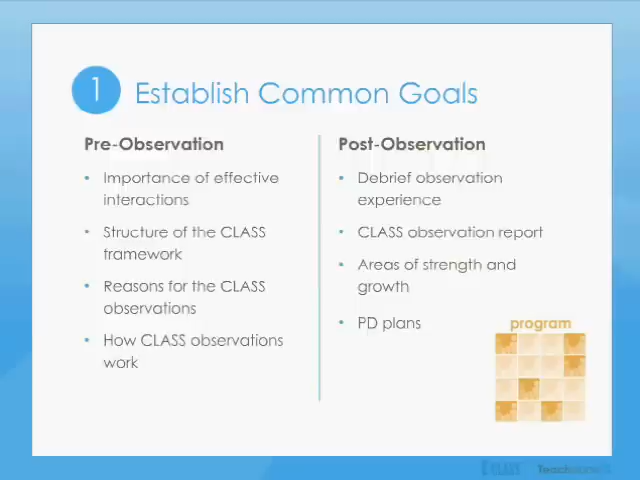 1
Establish Common Goals
Pre-Observation
• Importance of effective
interactions
• Structure of the CLASS
framework
• Reasons for the CLASS
observations
• How CLASS observations
work
Post-Observation
• Debrief observation
experience
• CLASS observation report
• Areas of strength and
growth
• PD plans
program